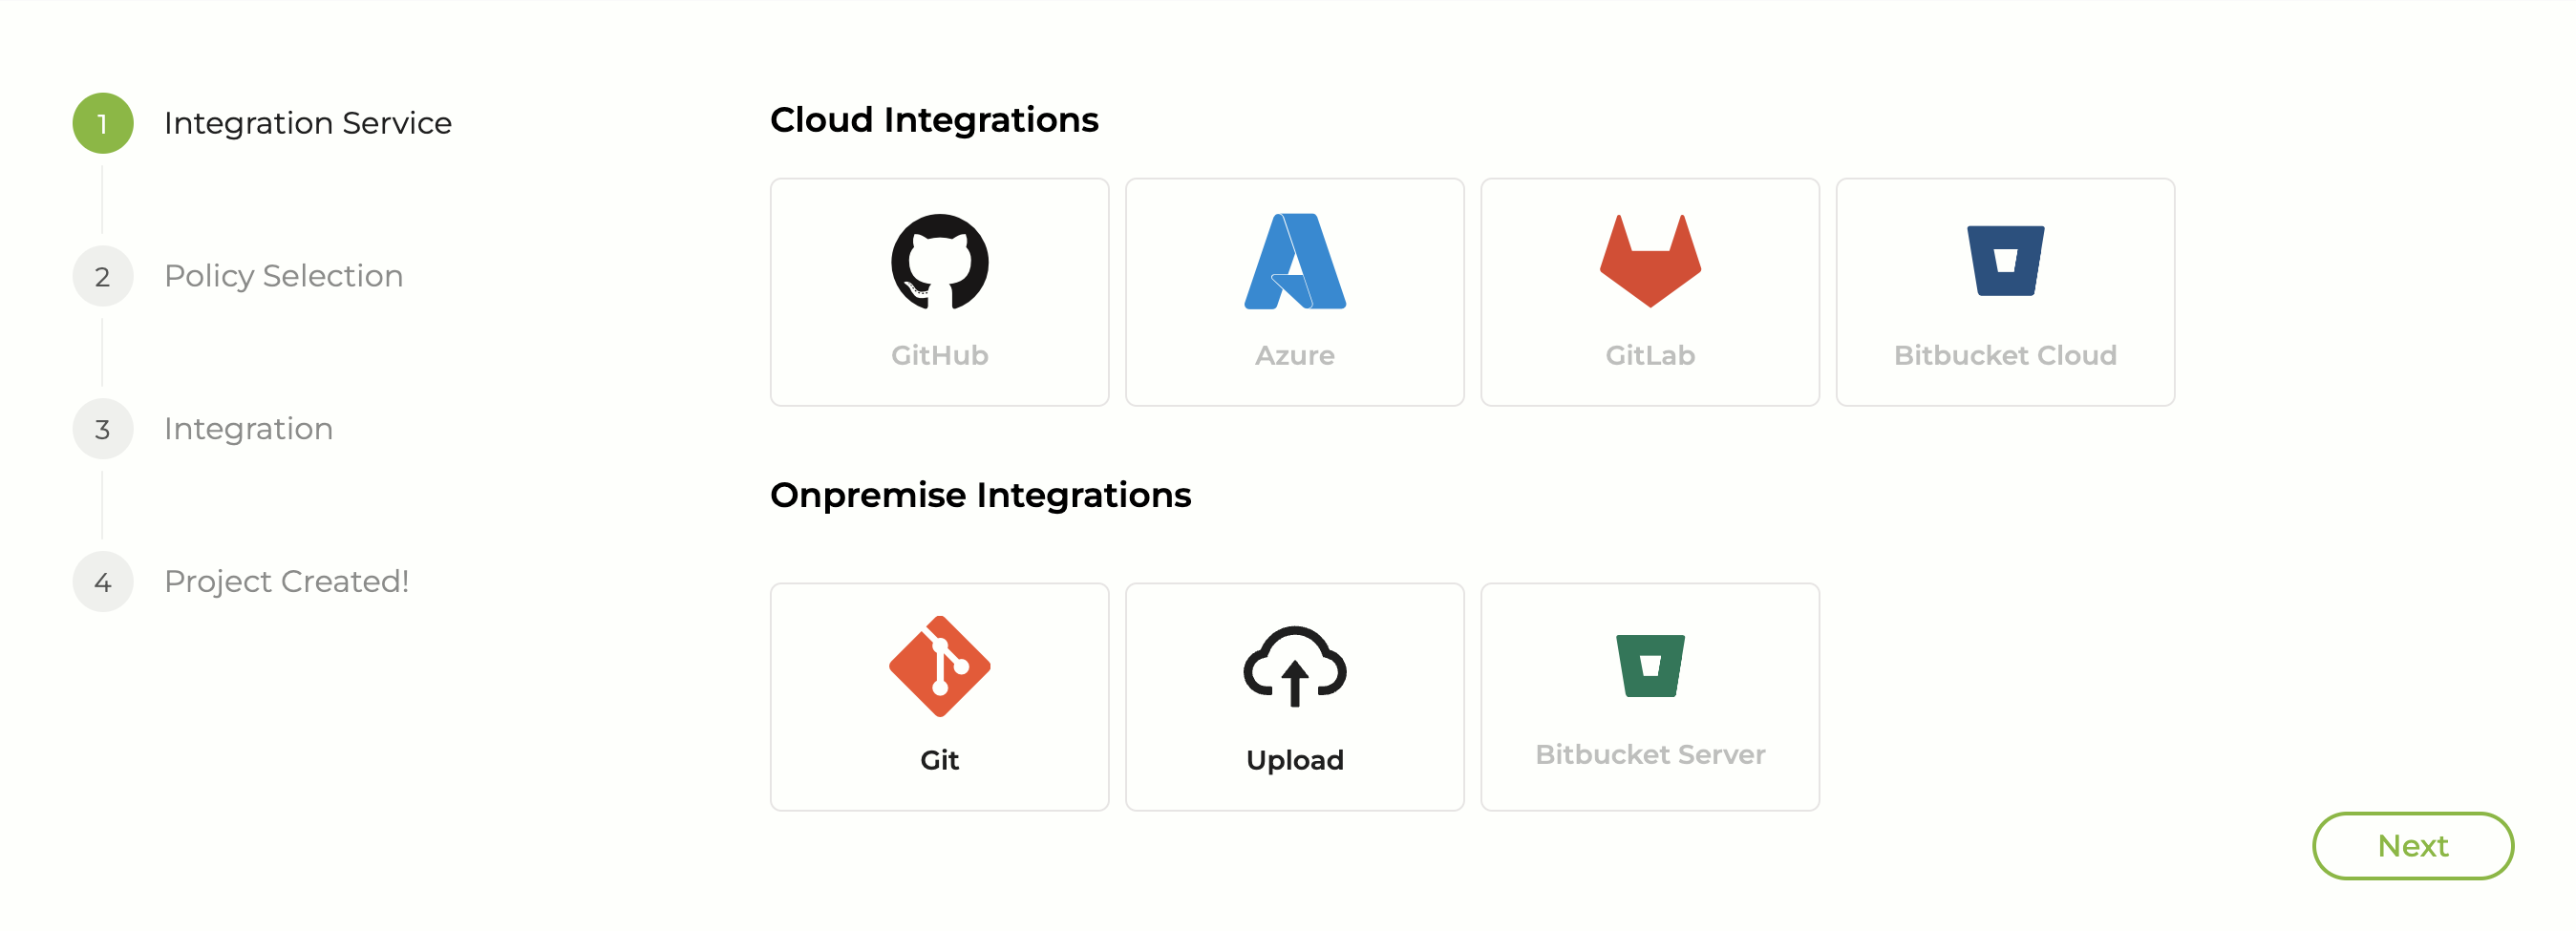 1 Integration Service
2 Policy Selection
3 Integration
4 Project Created!
Cloud Integrations
GitHub
Azure
GitLab
Bitbucket Cloud
Onpremise Integrations
Git
Upload
Bitbucket Server
Next